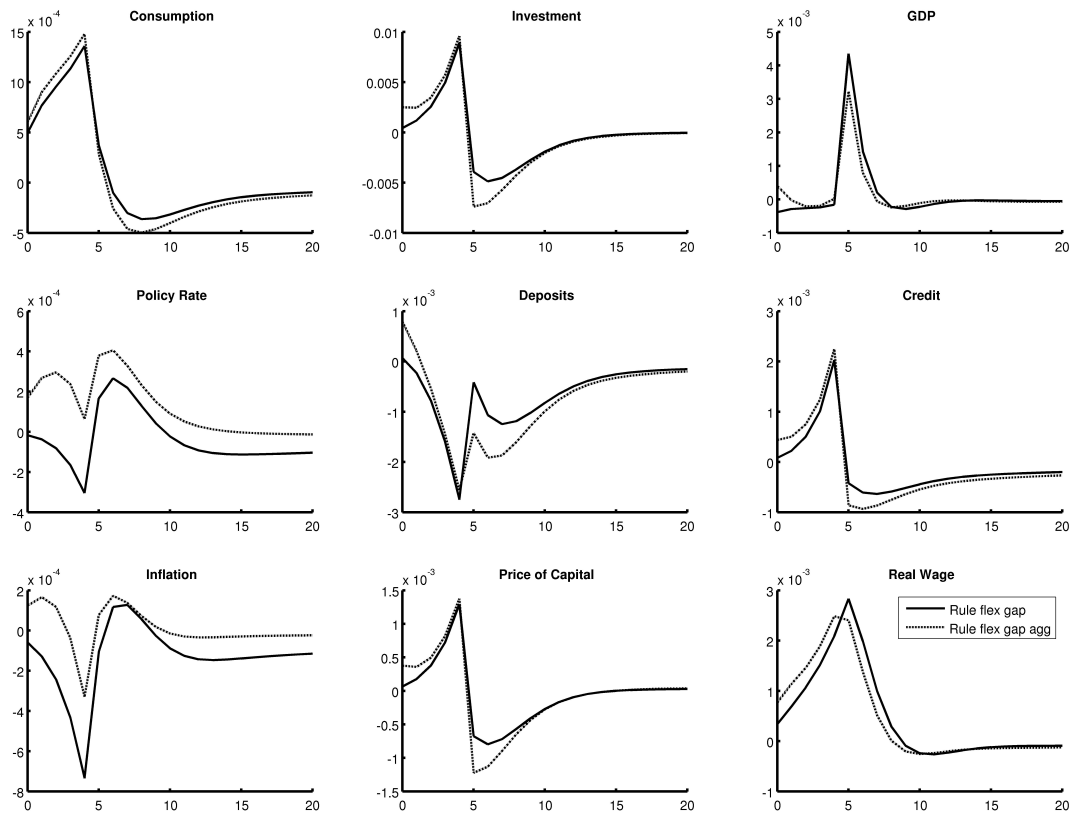 Consumption
x 10-4
15
10
5
0
-5
0 5 10 15 20
Investment
0.01
0.005
0
-0.005
-0.01
0 5 10 15 20
GDP
x 10-3
5
4
3
2
1
0
-1
0 5 10 15 20
Policy Rate
x 10-4
6
4
2
0
-2
-4
0 5 10 15 20
Deposits
x 10-3
1
0
-1
-2
-3
0 5 10 15 20
Credit
x 10-3
3
2
1
0
-1
0 5 10 15 20
Inflation
x 10-4
2
0
-2
-4
-6
-8
0 5 10 15 20
Price of Capital
x 10-3
1.5
1
0.5
0
-0.5
-1
-1.5
0 5 10 15 20
Real Wage
x 10-3
3
2
1
0
-1
0 5 10 15 20
Rule flex gap
Rule flex gap agg